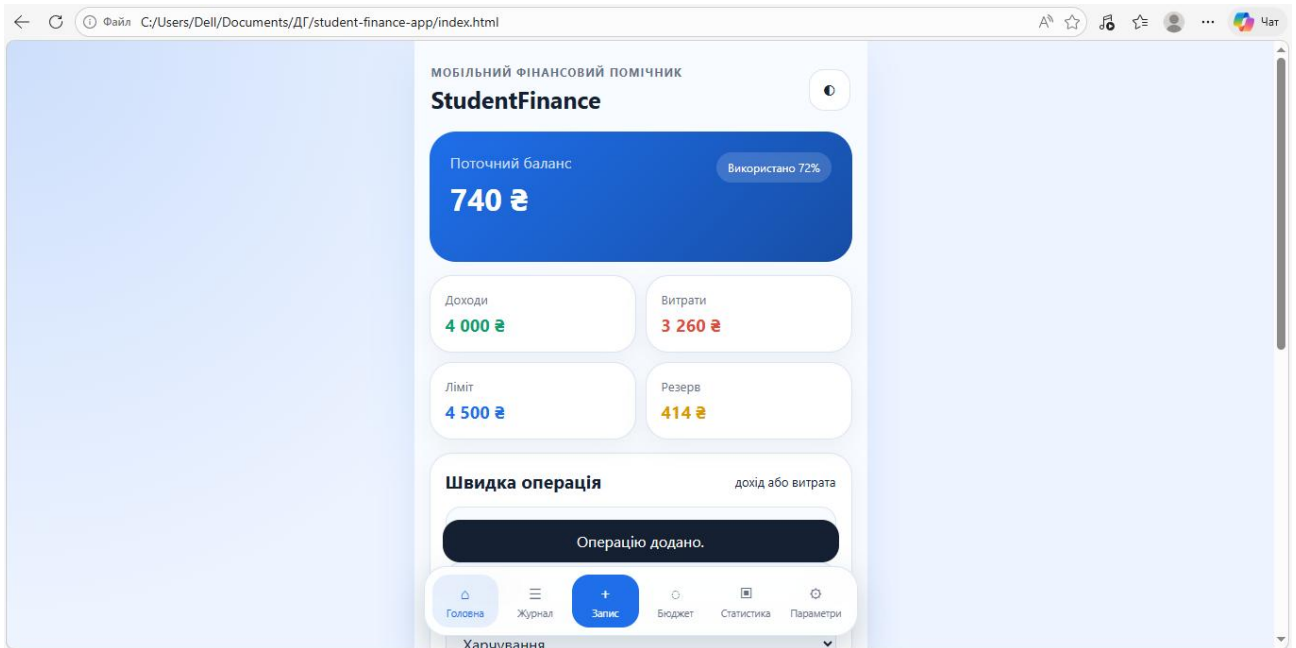 Файл C:/Users/Dell/Documents/ДГ/student-finance-app/index.html
Чат
МОБІЛЬНИЙ ФІНАНСОВИЙ ПОМІЧНИК
StudentFinance
Поточний баланс
Використано 72%
740 ₴
Доходи
4 000 ₴
Витрати
3 260 ₴
Ліміт
4 500 ₴
Резерв
414 ₴
Швидка операція
дохід або витрата
Операцію додано.
Головна
Журнал
+ Запис
Бюджет
Статистика
Параметри
Харчування